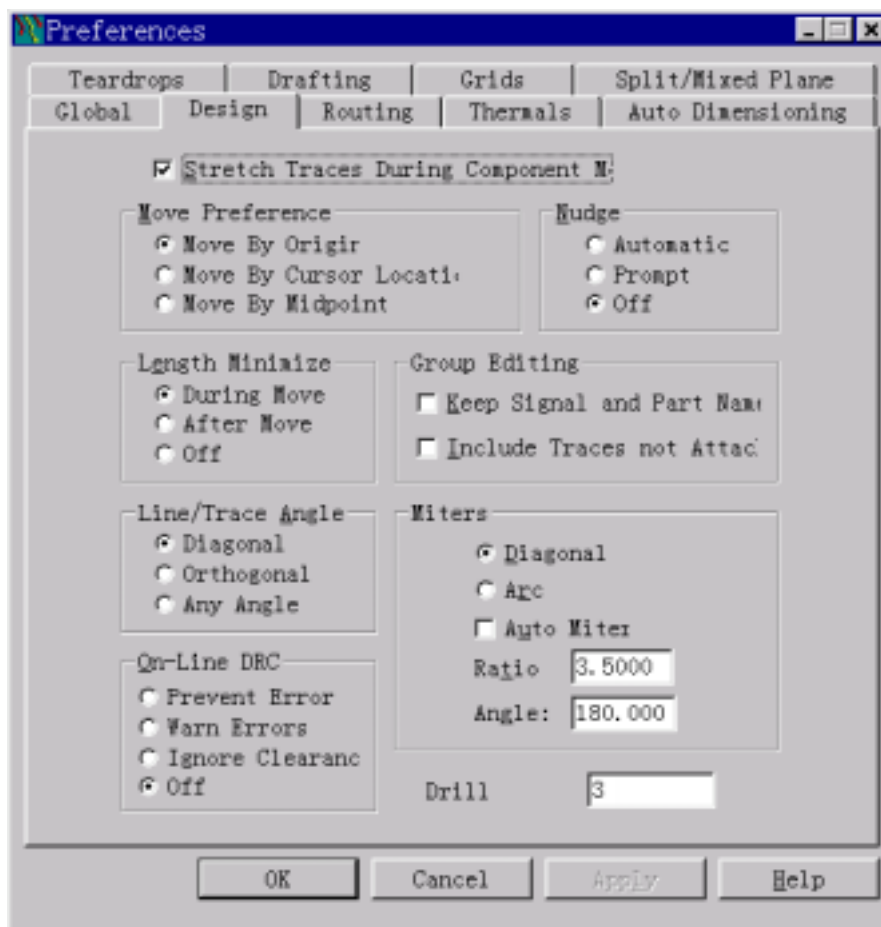 Preferences
Teardrops Drafting Grids Split/Mixed Plane
Global Design Routing Thermals Auto Dimensioning
Stretch Traces During Component M
Move Preference
Move By Origin
Move By Cursor Locati
Move By Midpoint
Nudge
Automatic
Prompt
Off
Length Minimize
During Move
After Move
Off
Group Editing
Keep Signal and Part Name
Include Traces not Attac
Line/Trace Angle
Diagonal
Orthogonal
Any Angle
Miters
Diagonal
Arc
Auto Miter
Ratio 3.5000
Angle: 180.000
On-Line DRC
Prevent Error
Warn Errors
Ignore Clearanc
Off
Drill 3
OK Cancel Apply Help